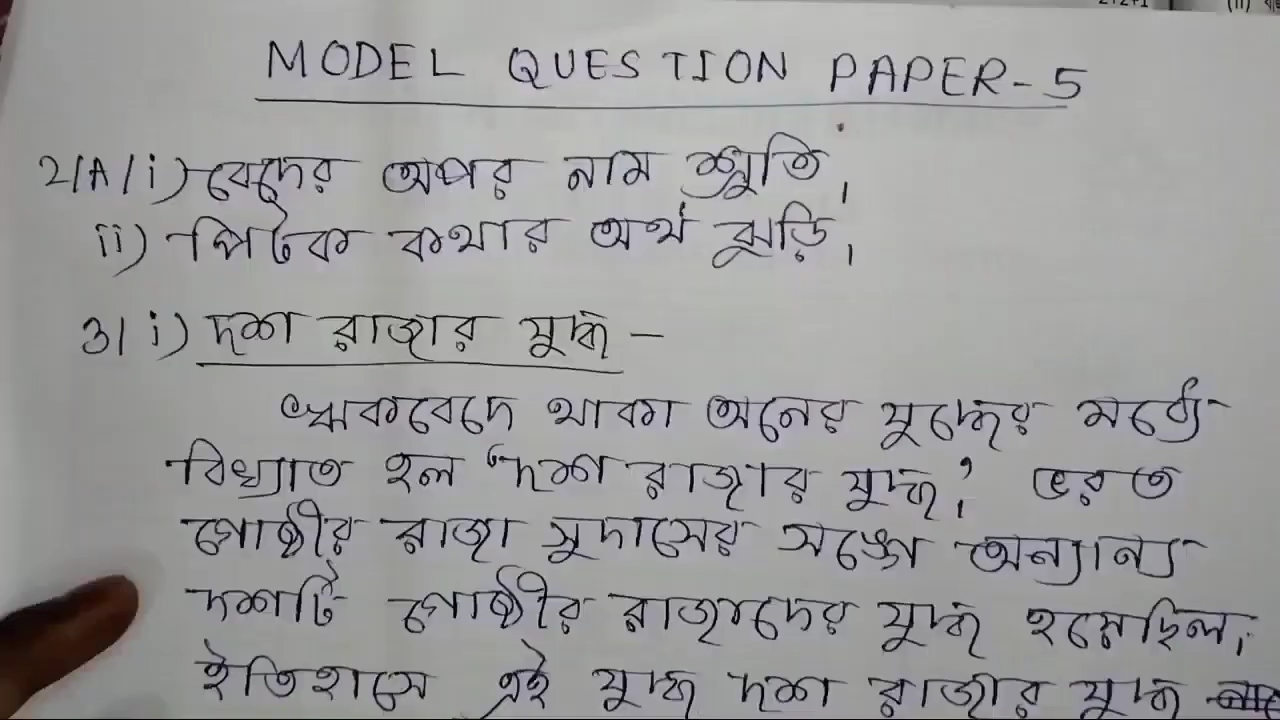 MODEL QUESTION PAPER-5
2/A/i) বেদের অপর নাম শ্রুতি।
ii) পিটক কথার অর্থ ঝুড়ি।
3/ i) দশ রাজার যুদ্ধ –
ঋকবেদে থাকা অনের যুদ্ধের মধ্যে
বিখ্যাত হল 'দশ রাজার যুদ্ধ'। ভরত
গোষ্ঠীর রাজা সুদাসের সঙ্গে অন্যান্য
দশটি গোষ্ঠীর রাজাদের যুদ্ধ হয়েছিল।
ইতিহাসে এই যুদ্ধ দশ রাজার যুদ্ধ